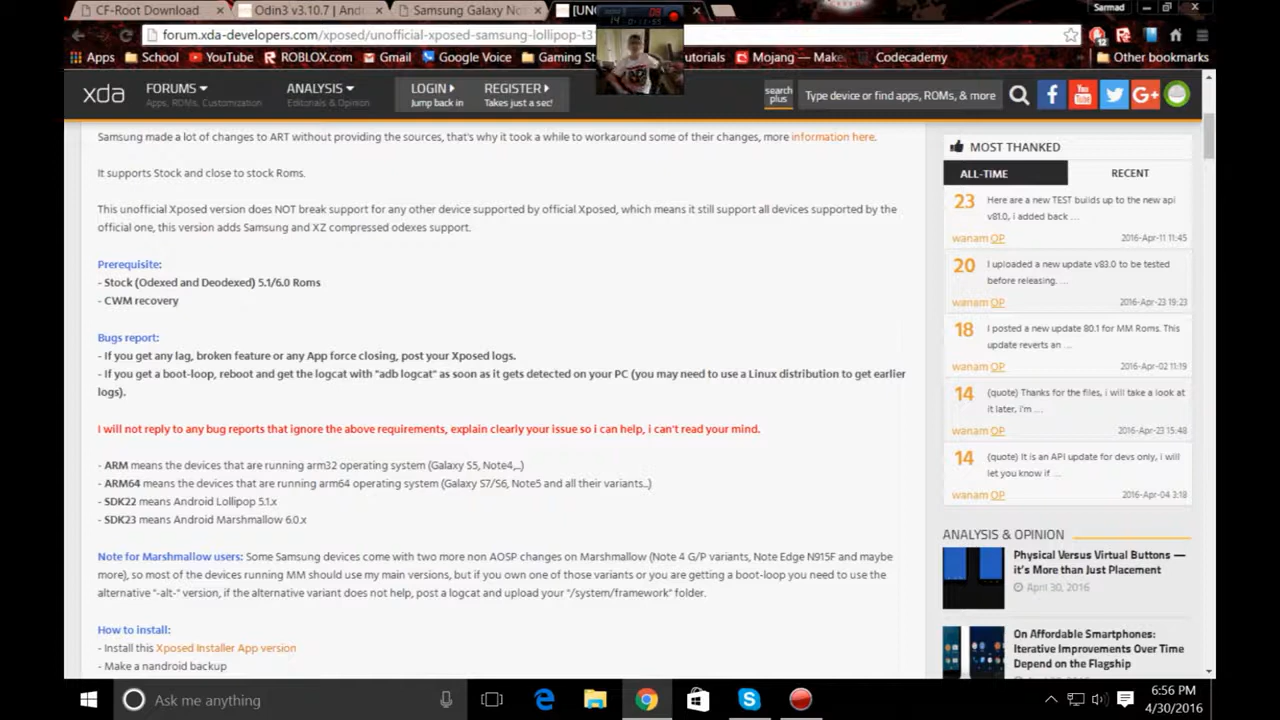 CF-Root Download
Odin3 v3.10.7 | And
Samsung Galaxy No
[UN
Sarmad
forum.xda-developers.com/xposed/unofficial-xposed-samsung-lollipop-t3
Apps School YouTube ROBLOX.com Gmail Google Voice Gaming St utorials Mojang — Make Codecademy Other bookmarks
xda
FORUMS
Apps, ROMs, Customization
ANALYSIS
Editorials & Opinion
LOGIN
Jump back in
REGISTER
Takes just a sec!
search
plus
Type device or find apps, ROMs, & more
Samsung made a lot of changes to ART without providing the sources, that's why it took a while to workaround some of their changes, more information here.
It supports Stock and close to stock Roms.
This unofficial Xposed version does NOT break support for any other device supported by official Xposed, which means it still support all devices supported by the
official one, this version adds Samsung and XZ compressed odexes support.
Prerequisite:
- Stock (Odexed and Deodexed) 5.1/6.0 Roms
- CWM recovery
Bugs report:
- If you get any lag, broken feature or any App force closing, post your Xposed logs.
- If you get a boot-loop, reboot and get the logcat with "adb logcat" as soon as it gets detected on your PC (you may need to use a Linux distribution to get earlier
logs).
I will not reply to any bug reports that ignore the above requirements, explain clearly your issue so i can help, i can't read your mind.
- ARM means the devices that are running arm32 operating system (Galaxy S5, Note4,..)
- ARM64 means the devices that are running arm64 operating system (Galaxy S7/S6, Note5 and all their variants...)
- SDK22 means Android Lollipop 5.1.x
- SDK23 means Android Marshmallow 6.0.x
Note for Marshmallow users: Some Samsung devices come with two more non AOSP changes on Marshmallow (Note 4 G/P variants, Note Edge N915F and maybe
more), so most of the devices running MM should use my main versions, but if you own one of those variants or you are getting a boot-loop you need to use the
alternative "-alt-" version, if the alternative variant does not help, post a logcat and upload your "/system/framework" folder.
How to install:
- Install this Xposed Installer App version
- Make a nandroid backup
MOST THANKED
ALL-TIME
RECENT
23
Here are a new TEST builds up to the new api
v81.0, i added back ...
wanam OP
2016-Apr-11 11:45
20
I uploaded a new update v83.0 to be tested
before releasing. ...
wanam OP
2016-Apr-23 19:23
18
I posted a new update 80.1 for MM Roms. This
update reverts an ...
wanam OP
2016-Apr-02 11:19
14
(quote) Thanks for the files, i will take a look at
it later, i'm ...
wanam OP
2016-Apr-23 15:48
14
(quote) It is an API update for devs only, i will
let you know if ...
wanam OP
2016-Apr-04 3:18
ANALYSIS & OPINION
Physical Versus Virtual Buttons —
it's More than Just Placement
April 30, 2016
On Affordable Smartphones:
Iterative Improvements Over Time
Depend on the Flagship
Ask me anything
6:56 PM
4/30/2016